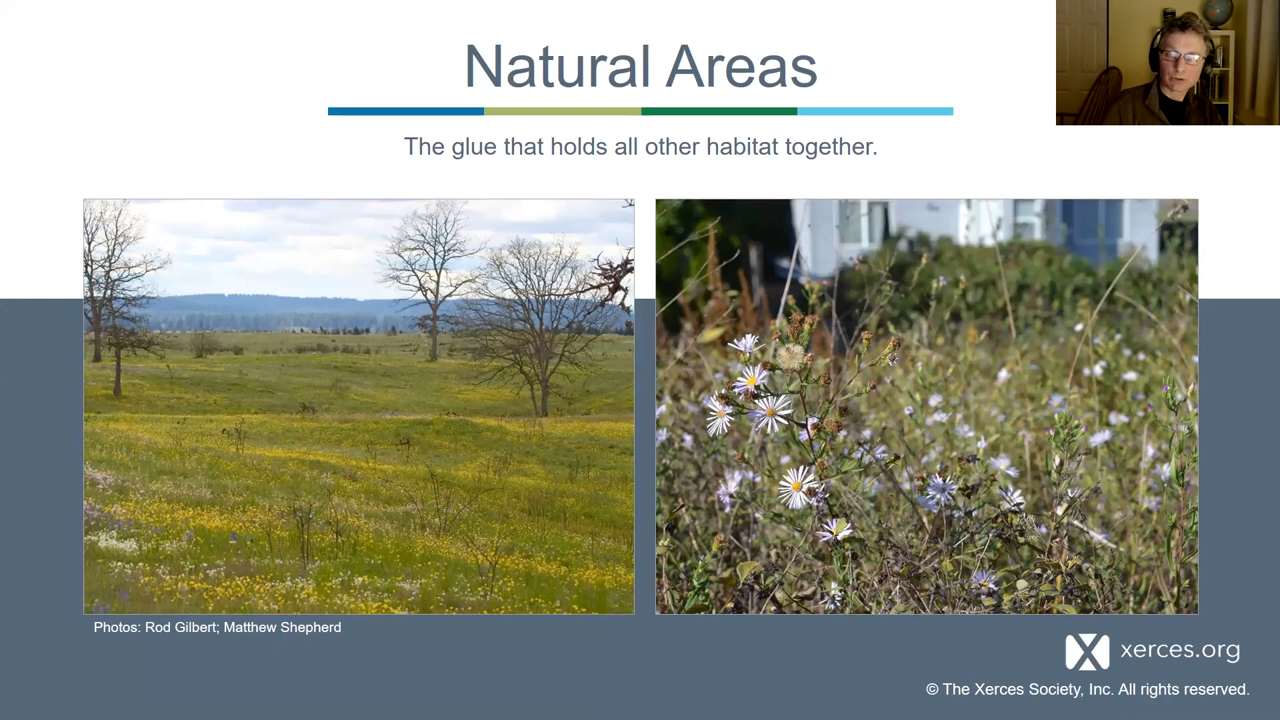 Natural Areas
The glue that holds all other habitat together.
Photos: Rod Gilbert; Matthew Shepherd
xerces.org
© The Xerces Society, Inc. All rights reserved.